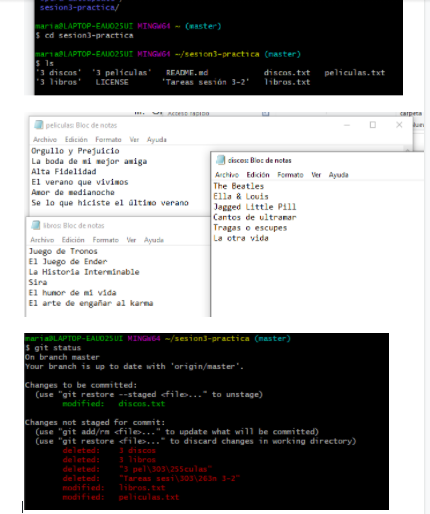 sesion3-practica/
maria@LAPTOP-EAUO25UI MINGW64 ~ (master)
$ cd sesion3-practica
maria@LAPTOP-EAUO25UI MINGW64 ~/sesion3-practica (master)
$ ls
'3 discos' '3 peliculas' README.md discos.txt peliculas.txt
'3 libros' LICENSE 'Tareas sesión 3-2' libros.txt
Acceso rápido
carpeta
peliculas: Bloc de notas
Archivo Edición Formato Ver Ayuda
Orgullo y Prejuicio
La boda de mi mejor amiga
Alta Fidelidad
El verano que vivimos
Amor de medianoche
Se lo que hiciste el último verano
discos: Bloc de notas
Archivo Edición Formato Ver Ayuda
The Beatles
Ella & Louis
Jagged Little Pill
Cantos de ultramar
Tragas o escupes
La otra vida
libros: Bloc de notas
Archivo Edición Formato Ver Ayuda
Juego de Tronos
El Juego de Ender
La Historia Interminable
Sira
El humor de mi vida
El arte de engañar al karma
maria@LAPTOP-EAUO25UI MINGW64 ~/sesion3-practica (master)
$ git status
On branch master
Your branch is up to date with 'origin/master'.
Changes to be committed:
(use "git restore --staged <file>..." to unstage)
modified: discos.txt
Changes not staged for commit:
(use "git add/rm <file>..." to update what will be committed)
(use "git restore <file>..." to discard changes in working directory)
deleted: 3 discos
deleted: 3 libros
deleted: "3 pel\303\255culas"
deleted: "Tareas sesi\303\263n 3-2"
modified: libros.txt
modified: peliculas.txt